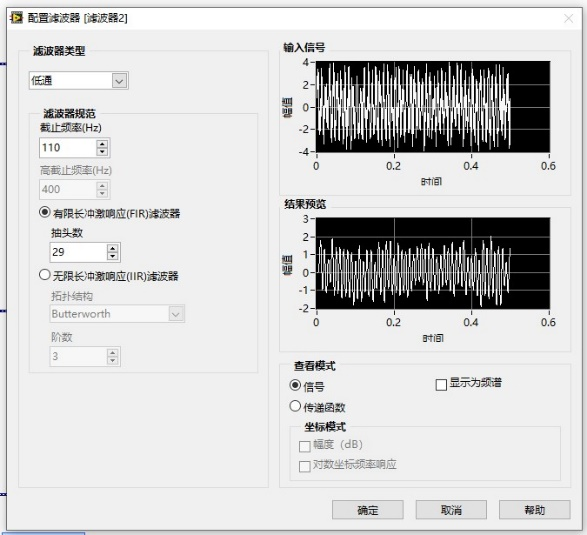 配置滤波器 [滤波器2]
滤波器类型
低通
滤波器规范
截止频率(Hz)
110
高截止频率(Hz)
400
有限长冲激响应(FIR)滤波器
抽头数
29
无限长冲激响应(IIR)滤波器
拓扑结构
Butterworth
阶数
3
输入信号
幅值
4
2
0
-2
-4
0
0.2
0.4
0.6
时间
结果预览
幅值
3
2
1
0
-1
-2
0
0.2
0.4
0.6
时间
查看模式
信号
显示为频谱
传递函数
坐标模式
幅度（dB）
对数坐标频率响应
确定
取消
帮助